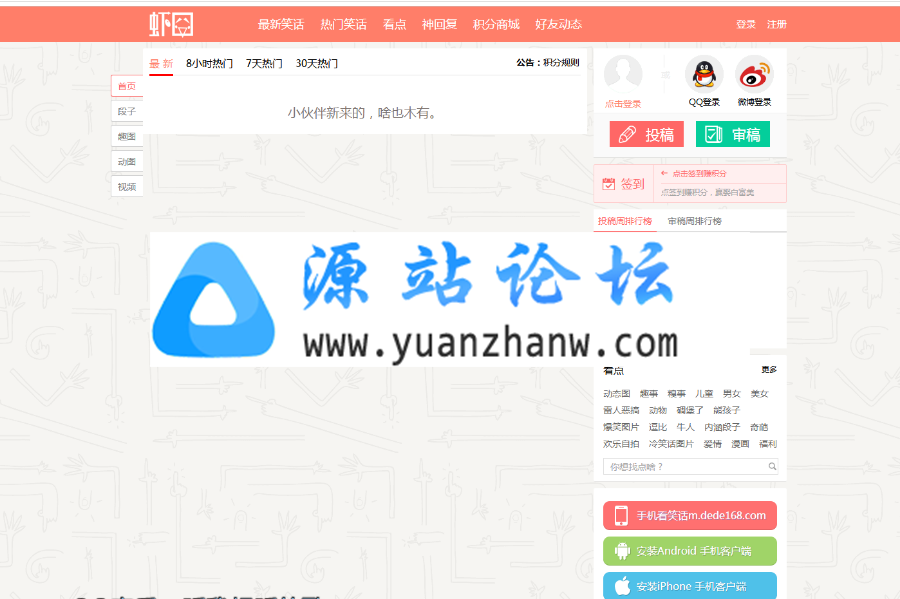 虾囧
最新笑话 热门笑话 看点 神回复 积分商城 好友动态
登录 注册
最 新 8小时热门 7天热门 30天热门
公告：积分规则
首页
段子
趣图
动画
视频
小伙伴新来的，啥也木有。
点击登录
或
QQ登录
微博登录
投稿
审稿
签到
← 点击签到赚积分
点签到赚积分，赢娶白富美
投稿周排行榜 审稿周排行榜
源站论坛
www.yuanzhanw.com
看点
更多
动态图 趣事 糗事 儿童 男女 美女
雷人恶搞 动物 碉堡了 熊孩子
爆笑图片 逗比 牛人 内涵段子 奇葩
欢乐自拍 冷笑话图片 爱情 漫画 福利
你想找点啥？
手机看笑话m.dede168.com
安装Android 手机客户端
安装iPhone 手机客户端